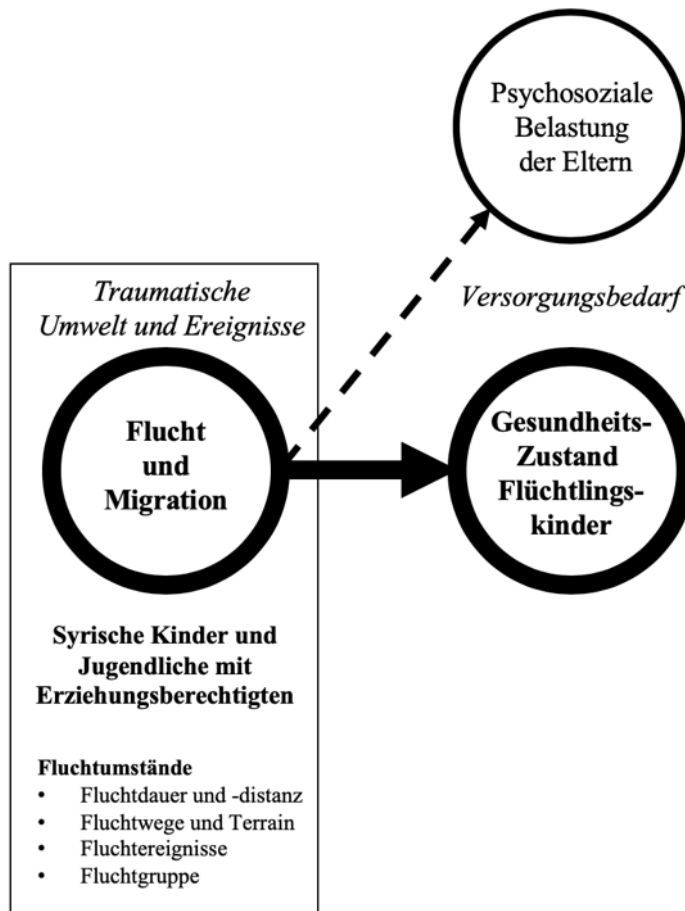 Psychosoziale
Belastung
der Eltern
Traumatische
Umwelt und Ereignisse
Versorgungsbedarf
Flucht
und
Migration
Gesundheits-
Zustand
Flüchtlings-
kinder
Syrische Kinder und
Jugendliche mit
Erziehungsberechtigten
Fluchtumstände
• Fluchtdauer und -distanz
• Fluchtwege und Terrain
• Fluchtereignisse
• Fluchtgruppe